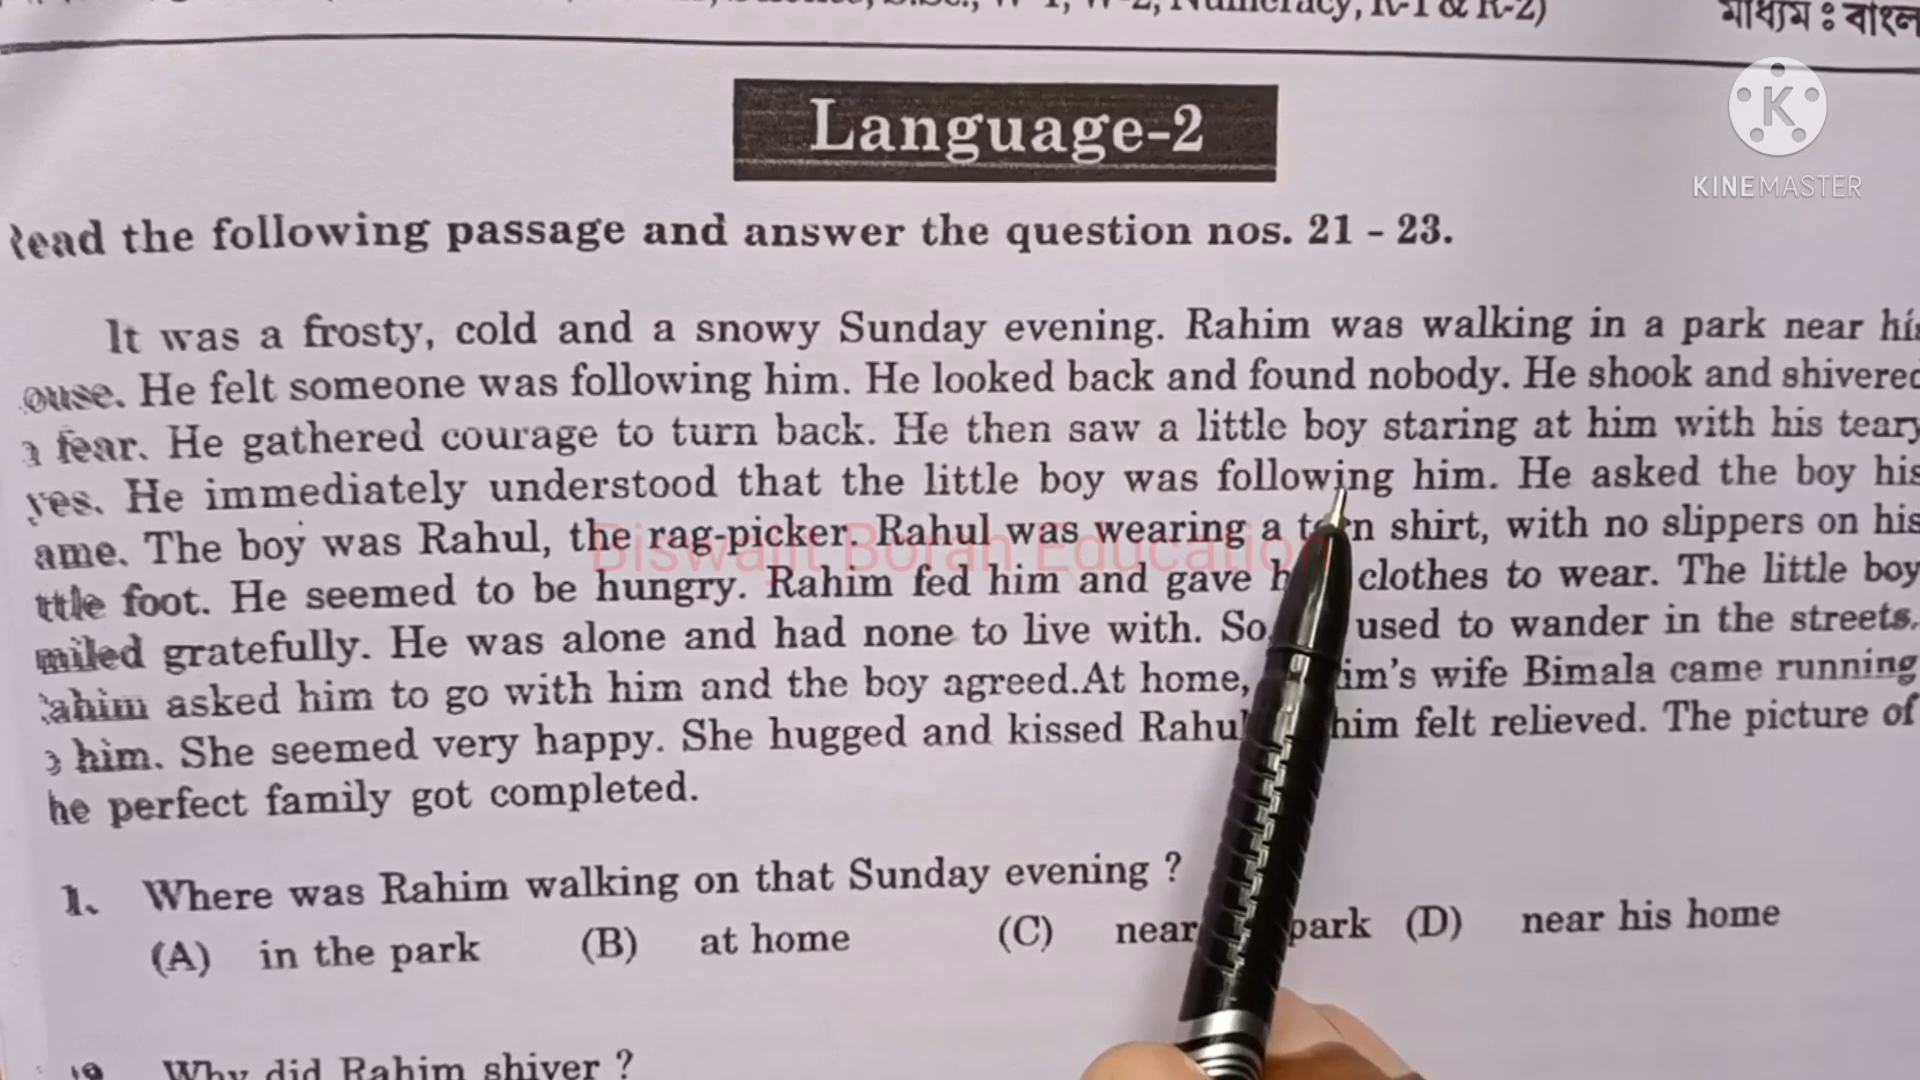 Numeracy, R-1 & R-2)
মাধ্যম ঃ বাংল
KINEMASTER
Language-2
Read the following passage and answer the question nos. 21 - 23.
It was a frosty, cold and a snowy Sunday evening. Rahim was walking in a park near his
ouse. He felt someone was following him. He looked back and found nobody. He shook and shivered
fear. He gathered courage to turn back. He then saw a little boy staring at him with his teary
yes. He immediately understood that the little boy was following him. He asked the boy his
ame. The boy was Rahul, the rag-picker. Rahul was wearing a torn shirt, with no slippers on his
ttle foot. He seemed to be hungry. Rahim fed him and gave clothes to wear. The little boy
miled gratefully. He was alone and had none to live with. So used to wander in the streets.
ahim asked him to go with him and the boy agreed.At home, im's wife Bimala came running
him. She seemed very happy. She hugged and kissed Rahul him felt relieved. The picture of
he perfect family got completed.
Biswajit Borah Education
1. Where was Rahim walking on that Sunday evening ?
(A) in the park (B) at home (C) near park (D) near his home
Why did Rahim shiver ?